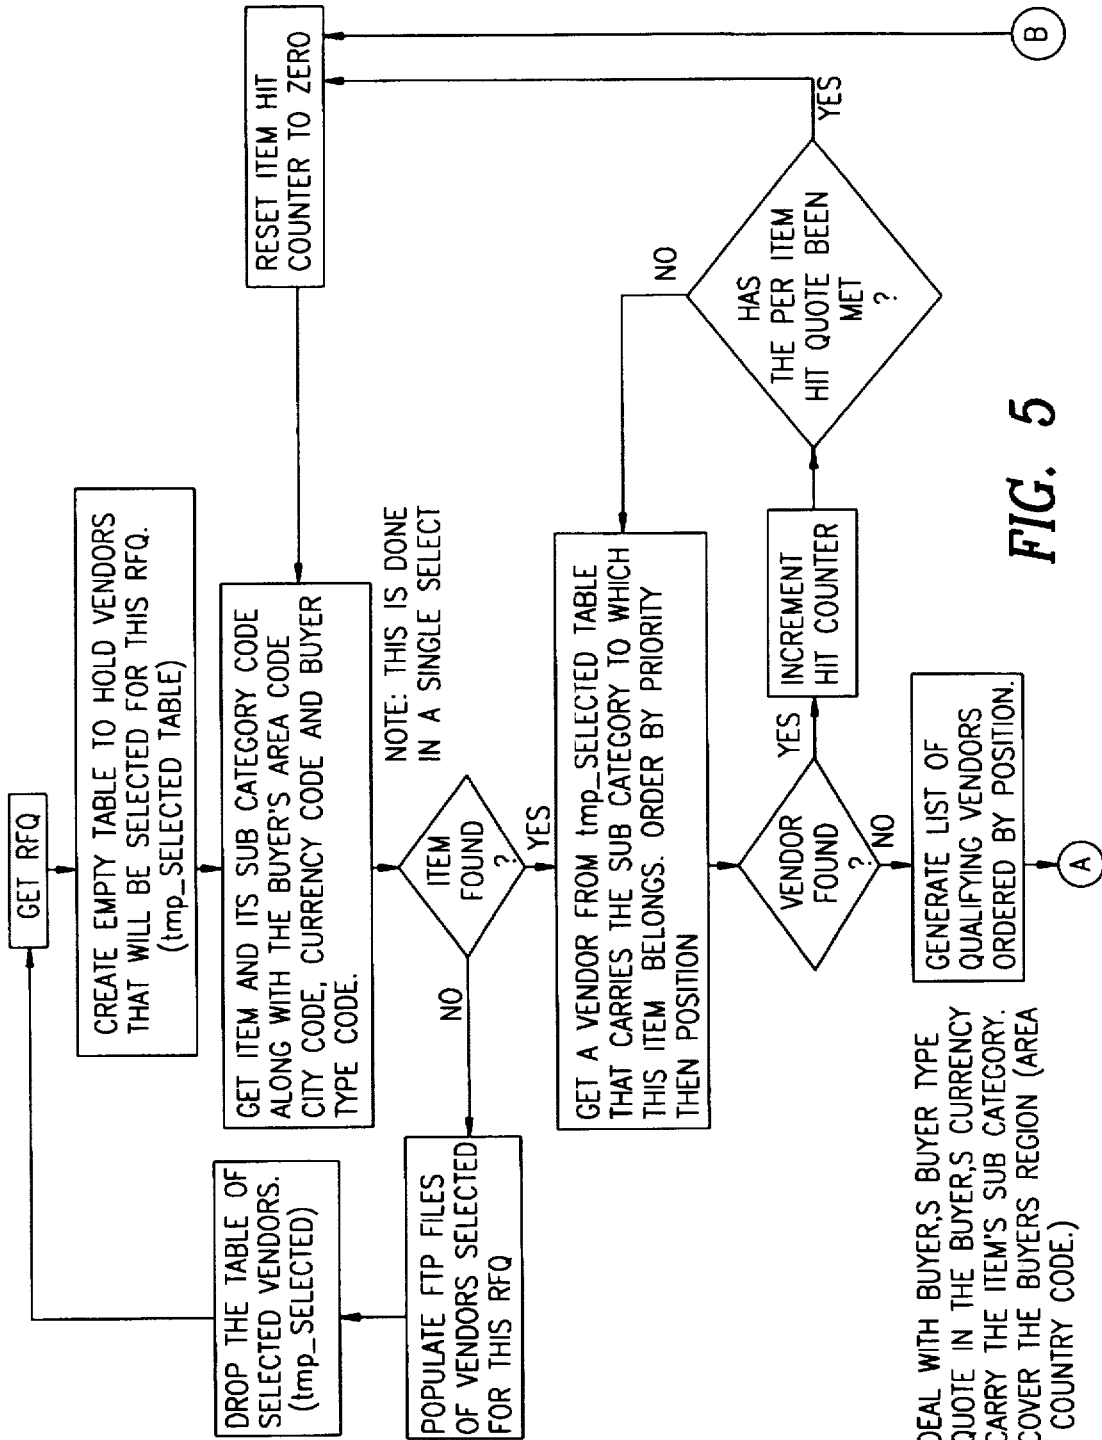 GET RFQ
CREATE EMPTY TABLE TO HOLD VENDORS
THAT WILL BE SELECTED FOR THIS RFQ.
(tmp_SELECTED TABLE)
RESET ITEM HIT
COUNTER TO ZERO
DROP THE TABLE OF
SELECTED VENDORS.
(tmp_SELECTED)
GET ITEM AND ITS SUB CATEGORY CODE
ALONG WITH THE BUYER'S AREA CODE
CITY CODE, CURRENCY CODE AND BUYER
TYPE CODE.
NOTE: THIS IS DONE
IN A SINGLE SELECT
ITEM
FOUND
?
NO
YES
POPULATE FTP FILES
OF VENDORS SELECTED
FOR THIS RFQ
GET A VENDOR FROM tmp_SELECTED TABLE
THAT CARRIES THE SUB CATEGORY TO WHICH
THIS ITEM BELONGS. ORDER BY PRIORITY
THEN POSITION
NO
HAS
THE PER ITEM
HIT QUOTE BEEN
MET
?
YES
VENDOR
FOUND
?
YES
NO
INCREMENT
HIT COUNTER
GENERATE LIST OF
QUALIFYING VENDORS
ORDERED BY POSITION.
A
B
DEAL WITH BUYER,S BUYER TYPE
QUOTE IN THE BUYER,S CURRENCY
CARRY THE ITEM'S SUB CATEGORY.
COVER THE BUYERS REGION (AREA
COUNTRY CODE.)
FIG. 5